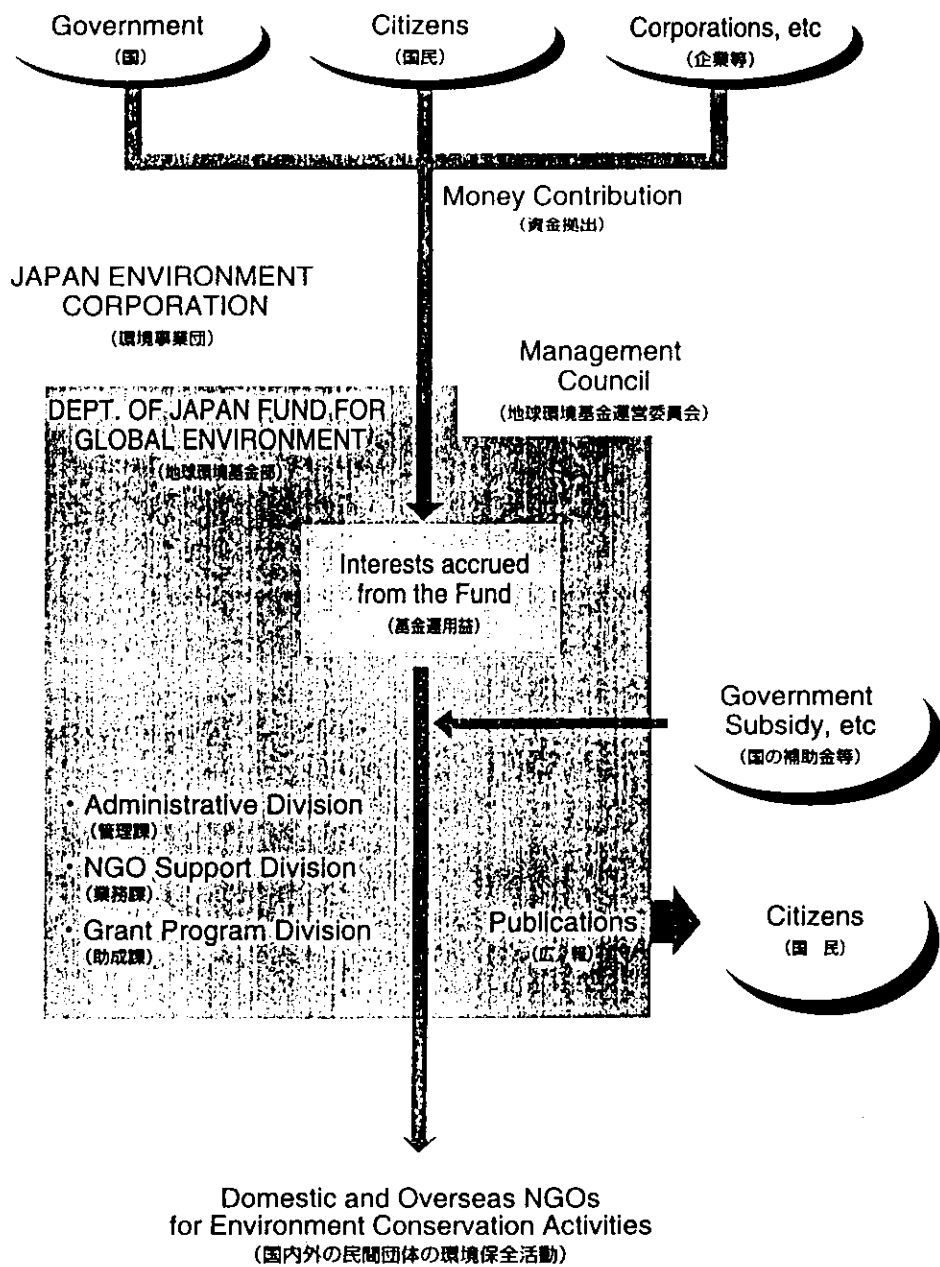 Government
(国)
Citizens
(国民)
Corporations, etc
(企業等)
Money Contribution
(資金拠出)
JAPAN ENVIRONMENT
CORPORATION
(環境事業団)
Management
Council
(地球環境基金運営委員会)
DEPT. OF JAPAN FUND FOR
GLOBAL ENVIRONMENT
(地球環境基金部)
Interests accrued
from the Fund
(基金運用益)
Government
Subsidy, etc
(国の補助金等)
・Administrative Division
(管理課)
・NGO Support Division
(業務課)
・Grant Program Division
(助成課)
Publications
(広 報)
Citizens
(国 民)
Domestic and Overseas NGOs
for Environment Conservation Activities
(国内外の民間団体の環境保全活動)